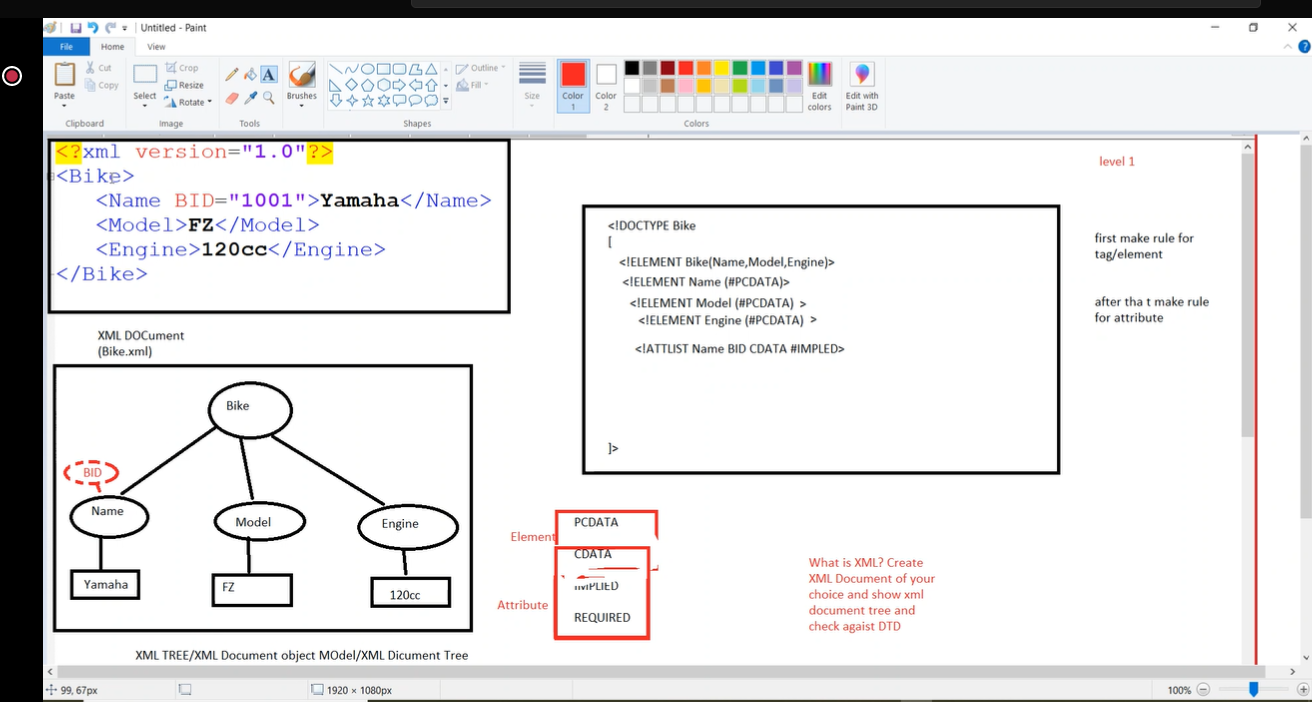 Untitled - Paint
File Home View
Paste
Cut
Copy
Clipboard
Select
Crop
Resize
Rotate
Image
Tools
Brushes
Outline
Fill
Shapes
Size
Color 1
Color 2
Colors
Edit colors
Edit with Paint 3D
<?xml version="1.0"?>
<Bike>
<Name BID="1001">Yamaha</Name>
<Model>FZ</Model>
<Engine>120cc</Engine>
</Bike>
XML DOCument
(Bike.xml)
Bike
BID
Name
Model
Engine
Yamaha
FZ
120cc
XML TREE/XML Document object MOdel/XML Dicument Tree
<!DOCTYPE Bike
[
<!ELEMENT Bike(Name,Model,Engine)>
<!ELEMENT Name (#PCDATA)>
<!ELEMENT Model (#PCDATA) >
<!ELEMENT Engine (#PCDATA) >
<!ATTLIST Name BID CDATA #IMPLED>
]>
level 1
first make rule for
tag/element
after tha t make rule
for attribute
Element
PCDATA
CDATA
IMPLIED
Attribute
REQUIRED
What is XML? Create
XML Document of your
choice and show xml
document tree and
check agaist DTD
99, 67px
1920 × 1080px
100%